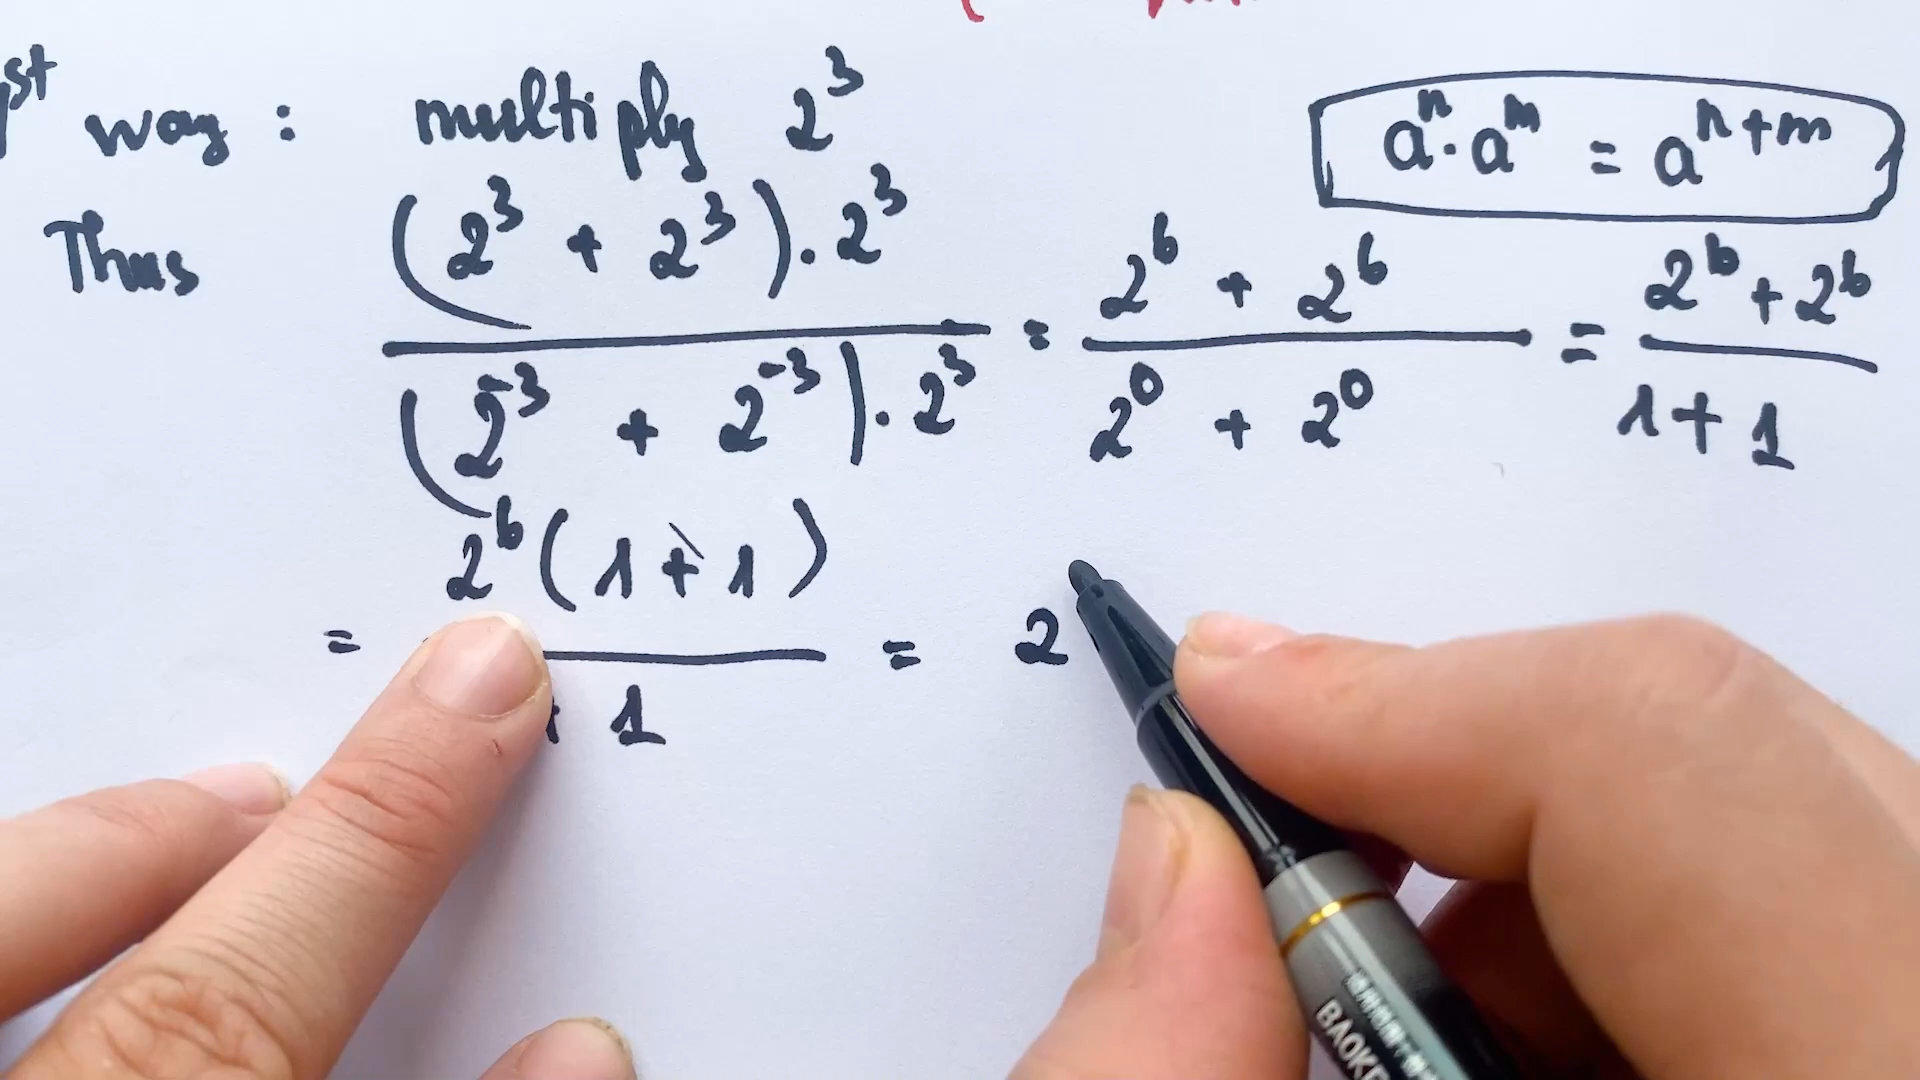 1st way : multiply 2³
aⁿ · aᵐ = aⁿ⁺ᵐ
Thus (2³ + 2³) · 2³ / (2⁻³ + 2⁻³) · 2³ = 2⁶ + 2⁶ / 2⁰ + 2⁰ = 2⁶ + 2⁶ / 1 + 1
= 2⁶ (1 + 1) / + 1 = 2
BAOKE